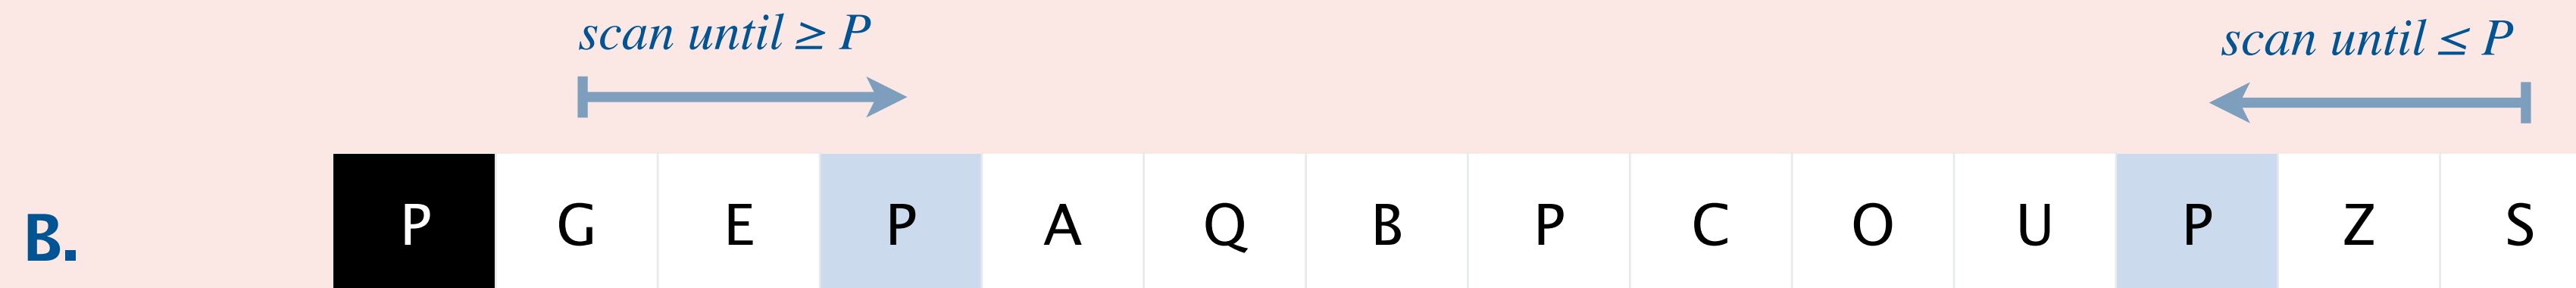 scan until ≥ P scan until ≤ P
B. P G E P A Q B P C O U P Z S